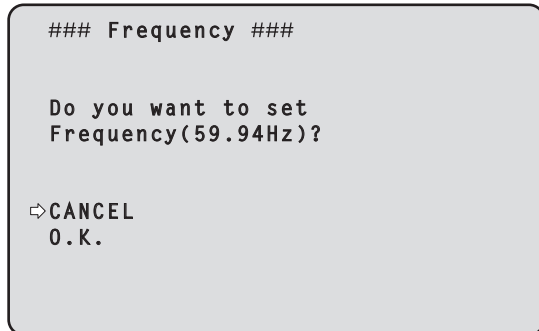 ### Frequency ###
Do you want to set
Frequency(59.94Hz)?
⇨CANCEL
O.K.